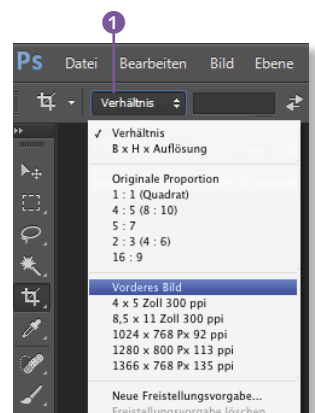 1
Ps Datei Bearbeiten Bild Ebene
Verhältnis
✓ Verhältnis
B x H x Auflösung
Originale Proportion
1 : 1 (Quadrat)
4 : 5 (8 : 10)
5 : 7
2 : 3 (4 : 6)
16 : 9
Vorderes Bild
4 x 5 Zoll 300 ppi
8,5 x 11 Zoll 300 ppi
1024 x 768 Px 92 ppi
1280 x 800 Px 113 ppi
1366 x 768 Px 135 ppi
Neue Freistellungsvorgabe...
Freistellungsvorgabe löschen